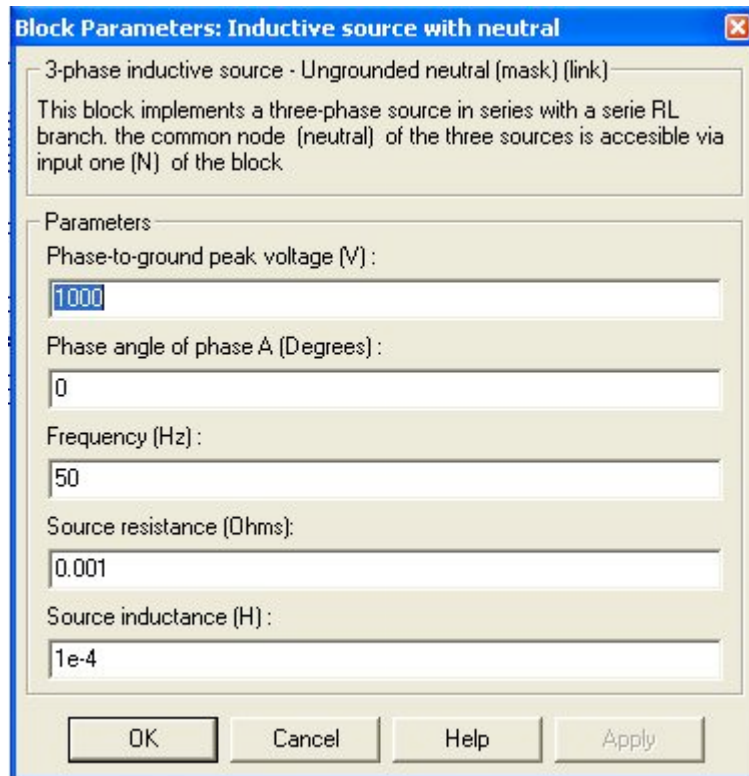 Block Parameters: Inductive source with neutral
3-phase inductive source - Ungrounded neutral (mask) (link)
This block implements a three-phase source in series with a serie RL
branch. the common node (neutral) of the three sources is accesible via
input one (N) of the block
Parameters
Phase-to-ground peak voltage (V) :
1000
Phase angle of phase A (Degrees) :
0
Frequency (Hz) :
50
Source resistance (Ohms):
0.001
Source inductance (H) :
1e-4
OK Cancel Help Apply